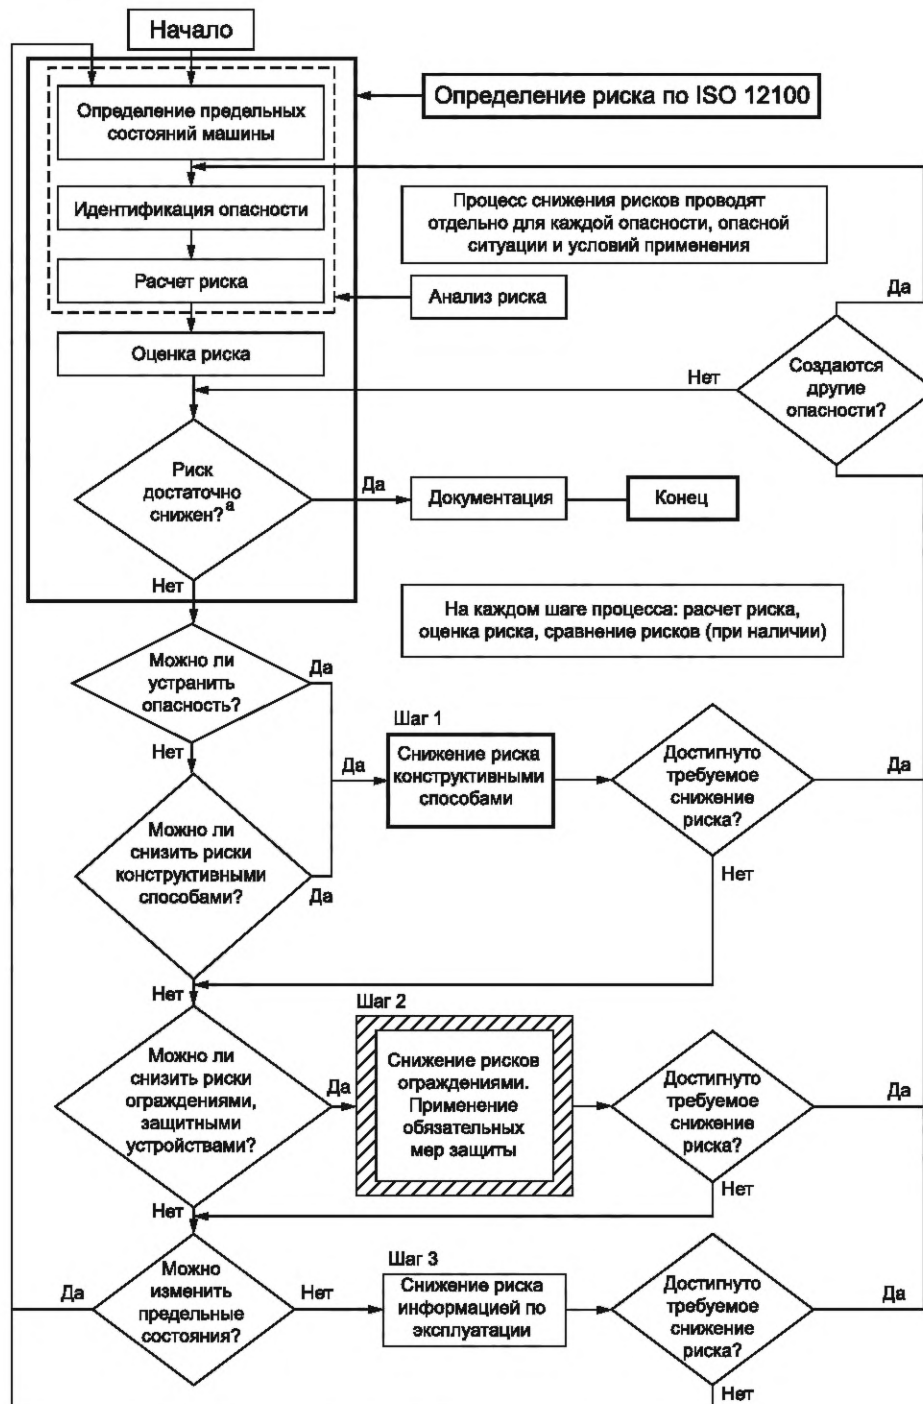 Начало
Определение риска по ISO 12100
Определение предельных
состояний машины
Идентификация опасности
Процесс снижения рисков проводят
отдельно для каждой опасности, опасной
ситуации и условий применения
Расчет риска
Анализ риска
Да
Оценка риска
Создаются
другие
опасности?
Нет
Риск
достаточно
снижен?а
Да
Документация
Конец
Нет
На каждом шаге процесса: расчет риска,
оценка риска, сравнение рисков (при наличии)
Можно ли
устранить
опасность?
Да
Нет
Шаг 1
Да
Снижение риска
конструктивными
способами
Достигнуто
требуемое
снижение
риска?
Да
Нет
Можно ли
снизить риски
конструктивными
способами?
Да
Нет
Шаг 2
Можно ли
снизить риски
ограждениями,
защитными
устройствами?
Да
Снижение рисков
ограждениями.
Применение
обязательных
мер защиты
Достигнуто
требуемое
снижение
риска?
Да
Нет
Нет
Шаг 3
Да
Можно
изменить
предельные
состояния?
Нет
Снижение риска
информацией по
эксплуатации
Достигнуто
требуемое
снижение
риска?
Да
Нет